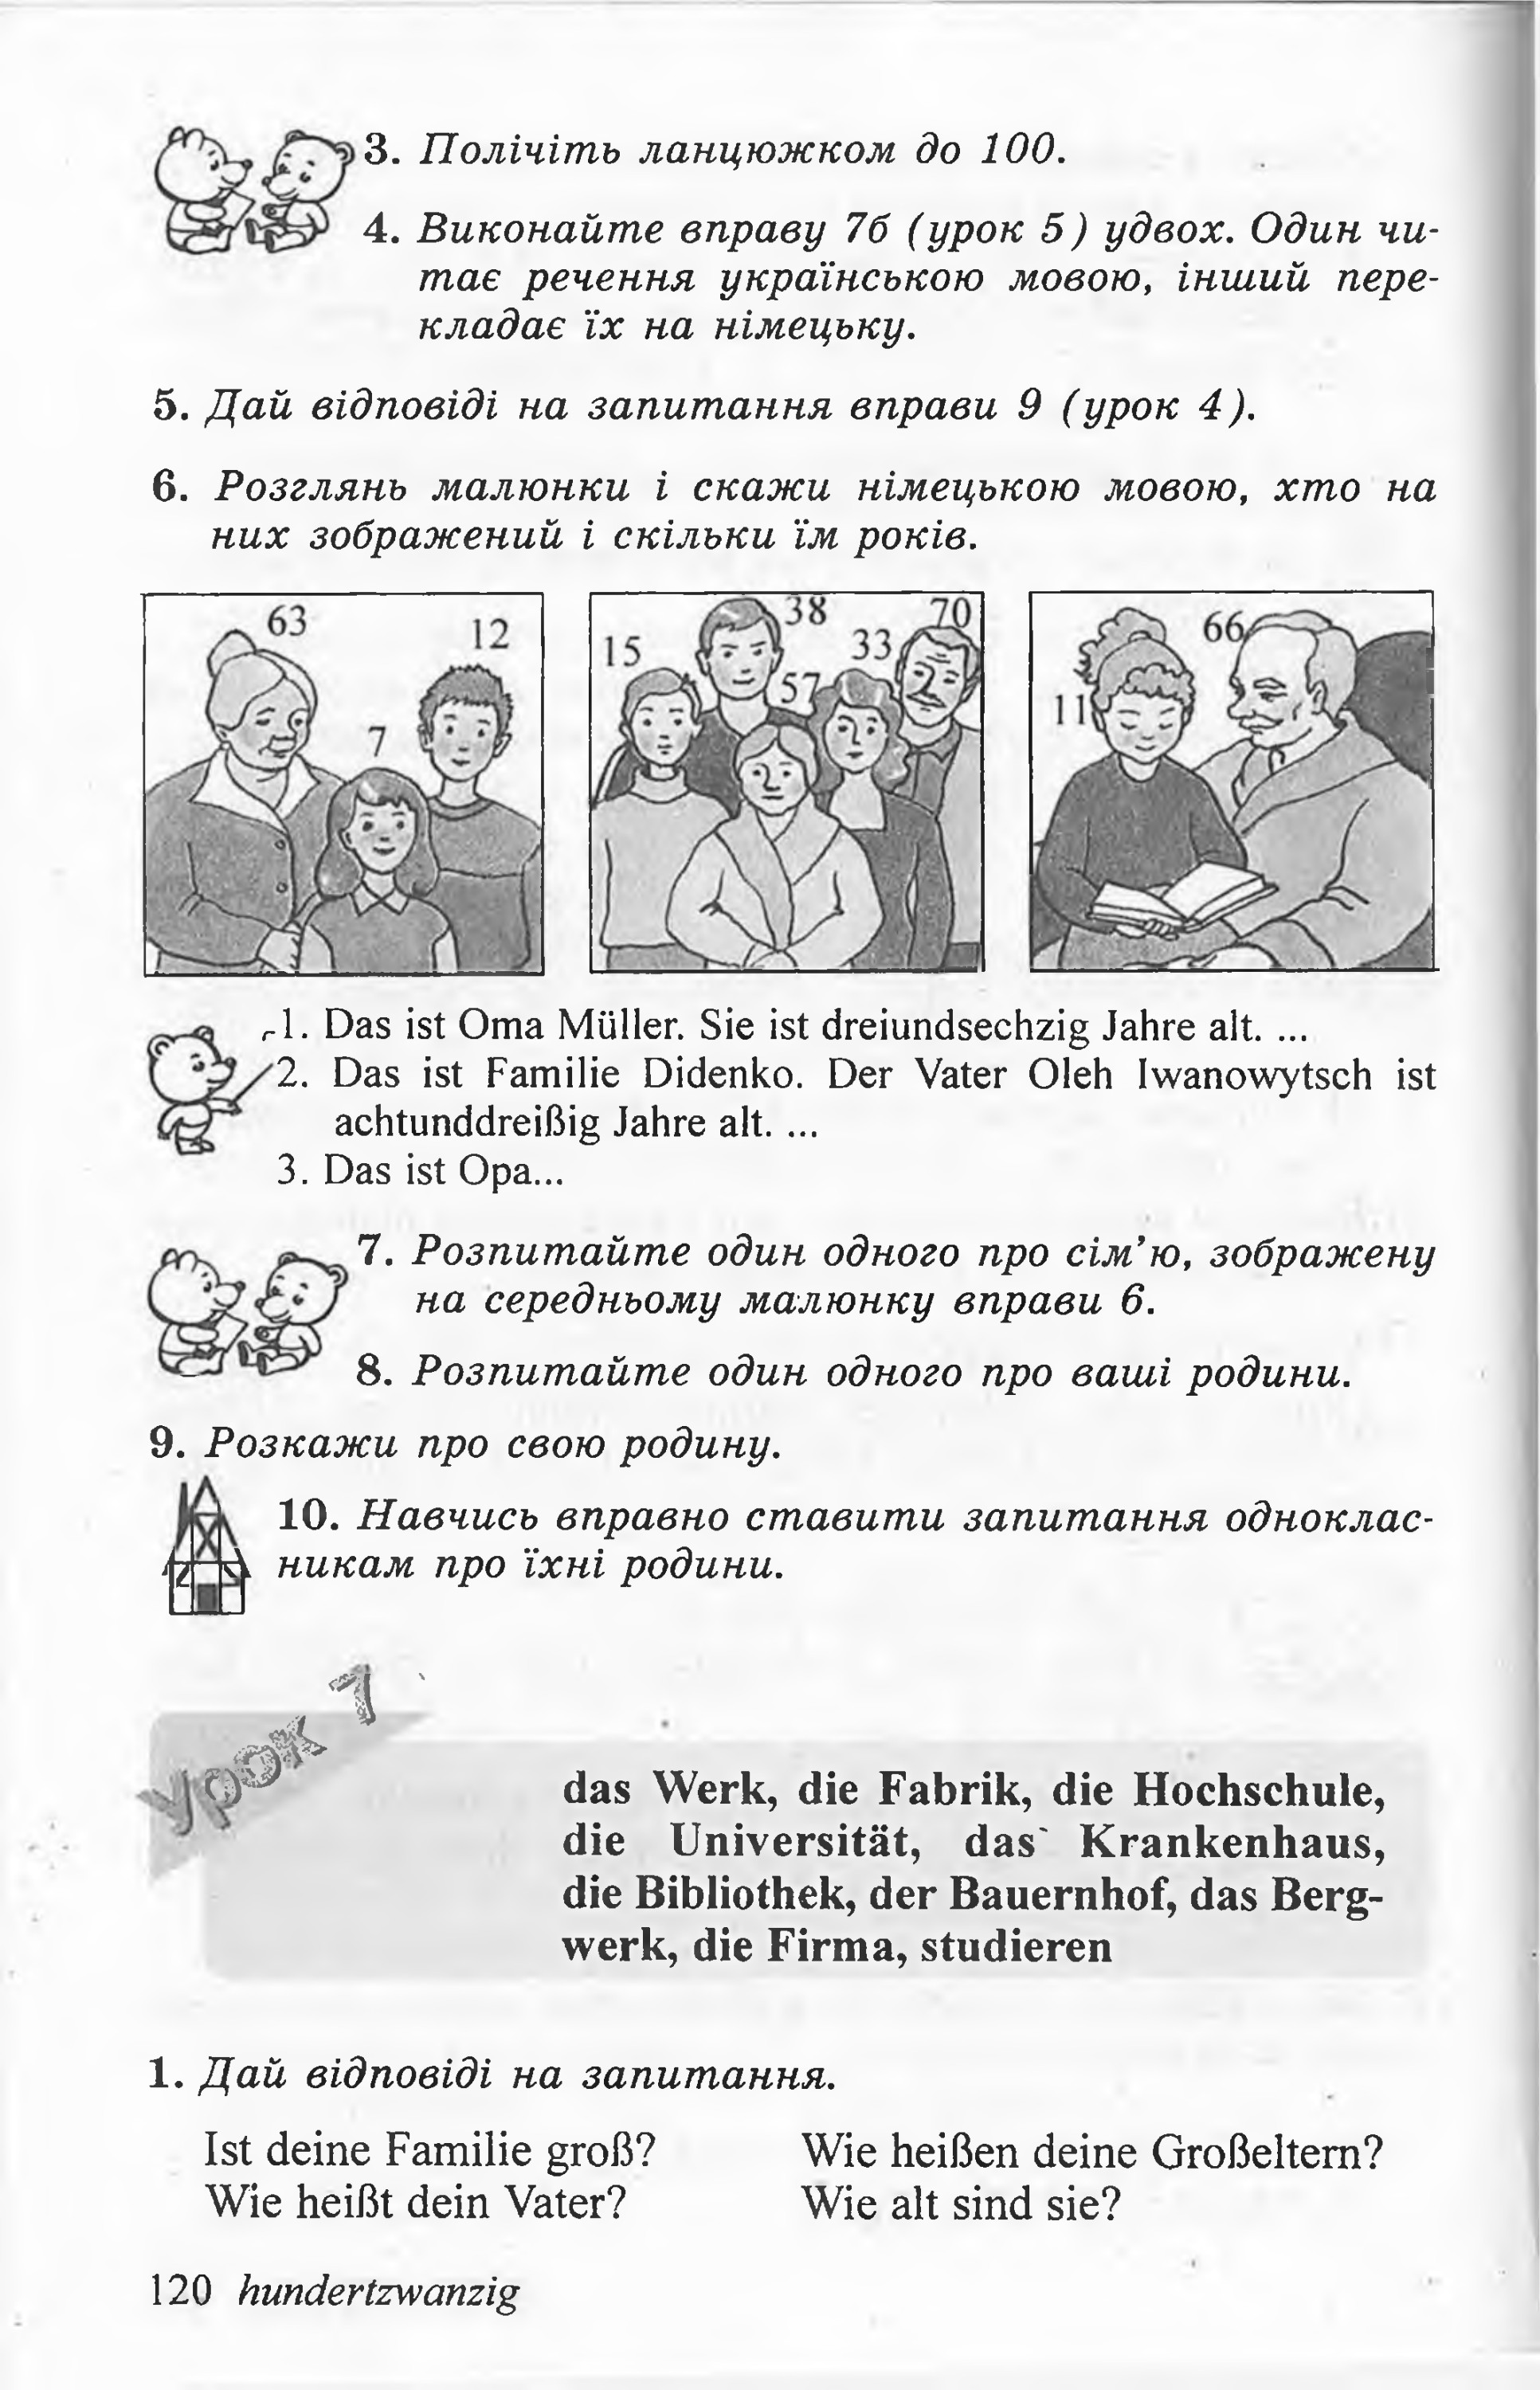 3. Полічіть ланцюжком до 100.
4. Виконайте вправу 7б (урок 5) удвох. Один чи-
тає речення українською мовою, інший пере-
кладає їх на німецьку.
5. Дай відповіді на запитання вправи 9 (урок 4).
6. Розглянь малюнки і скажи німецькою мовою, хто на
них зображений і скільки їм років.
63 12 7
15 38 57 33 70
11 66
1. Das ist Oma Müller. Sie ist dreiundsechzig Jahre alt. ...
2. Das ist Familie Didenko. Der Vater Oleh Iwanowytsch ist
achtunddreißig Jahre alt. ...
3. Das ist Opa...
7. Розпитайте один одного про сім’ю, зображену
на середньому малюнку вправи 6.
8. Розпитайте один одного про ваші родини.
9. Розкажи про свою родину.
10. Навчись вправно ставити запитання одноклас-
никам про їхні родини.
Урок 7
das Werk, die Fabrik, die Hochschule,
die Universität, das Krankenhaus,
die Bibliothek, der Bauernhof, das Berg-
werk, die Firma, studieren
1. Дай відповіді на запитання.
Ist deine Familie groß?
Wie heißt dein Vater?
Wie heißen deine Großeltern?
Wie alt sind sie?
120 hundertzwanzig